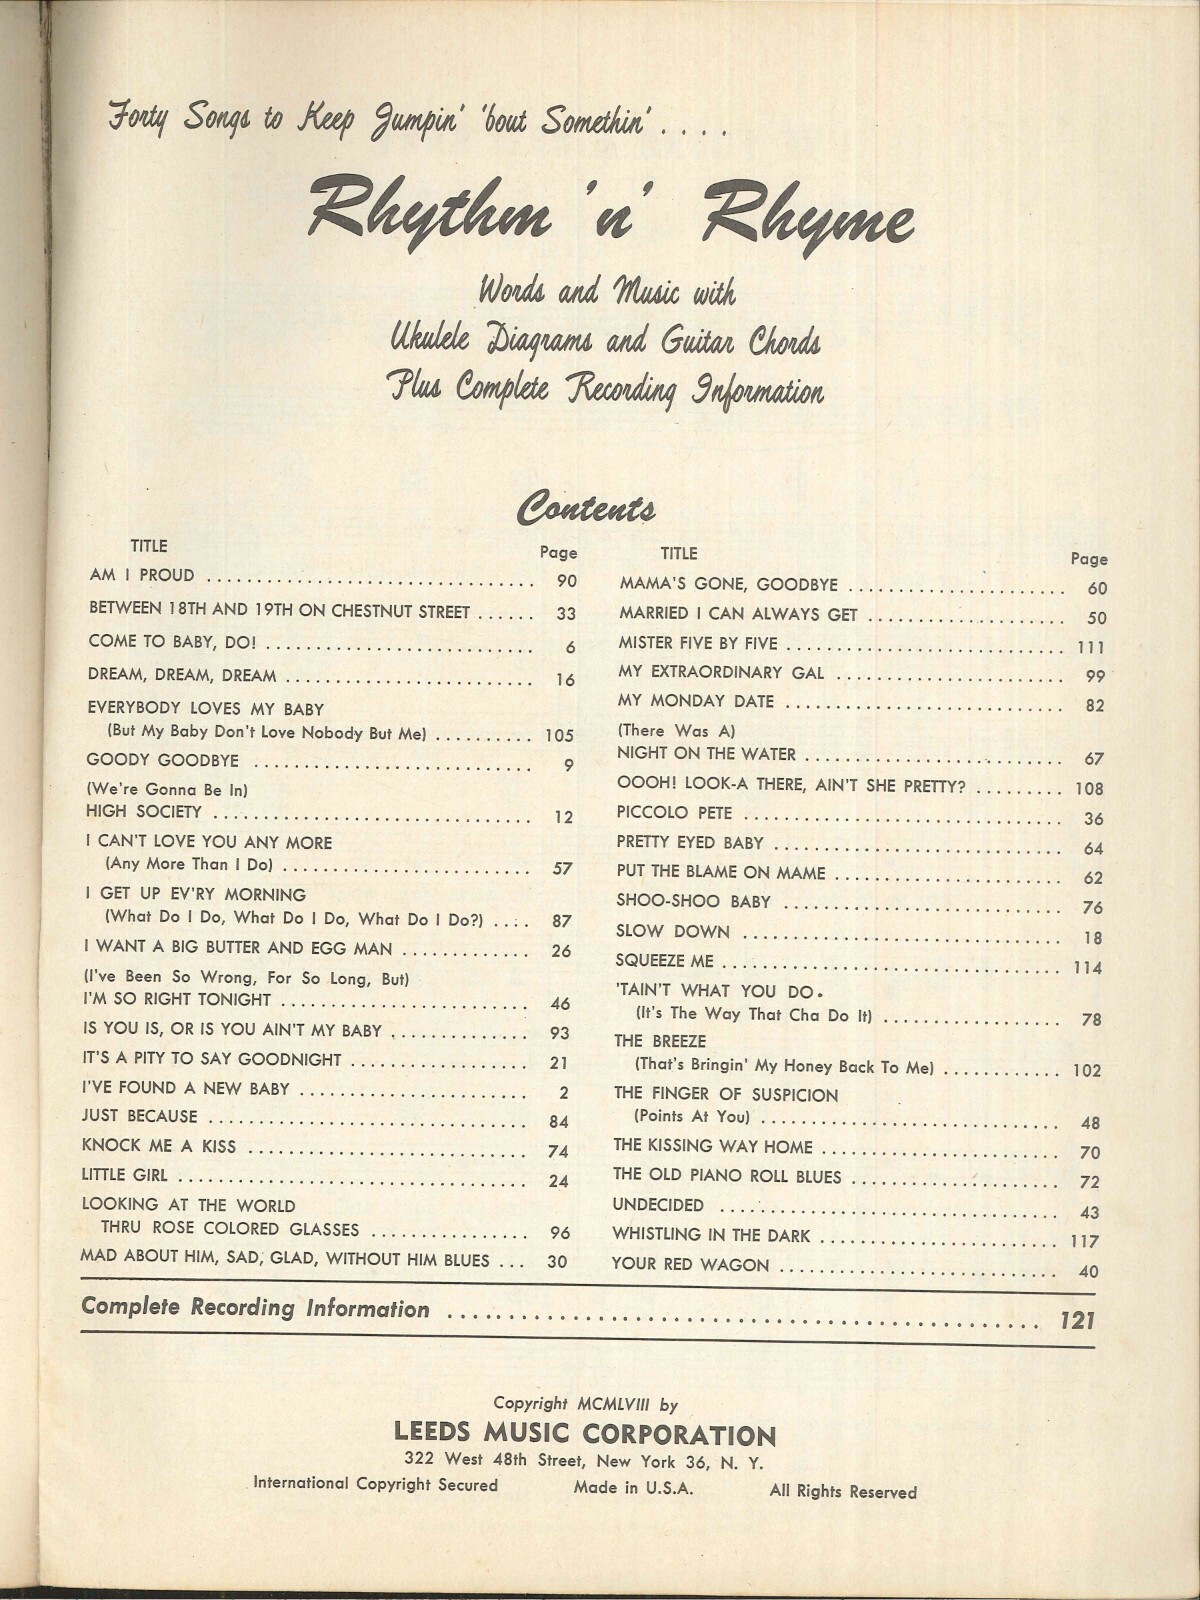 Forty Songs to Keep Jumpin' 'bout Somethin' . . . .
Rhythm 'n' Rhyme
Words and Music with
Ukulele Diagrams and Guitar Chords
Plus Complete Recording Information
Contents
TITLE Page
AM I PROUD 90
BETWEEN 18TH AND 19TH ON CHESTNUT STREET 33
COME TO BABY, DO! 6
DREAM, DREAM, DREAM 16
EVERYBODY LOVES MY BABY
(But My Baby Don't Love Nobody But Me) 105
GOODY GOODBYE 9
(We're Gonna Be In)
HIGH SOCIETY 12
I CAN'T LOVE YOU ANY MORE
(Any More Than I Do) 57
I GET UP EV'RY MORNING
(What Do I Do, What Do I Do, What Do I Do?) 87
I WANT A BIG BUTTER AND EGG MAN 26
(I've Been So Wrong, For So Long, But)
I'M SO RIGHT TONIGHT 46
IS YOU IS, OR IS YOU AIN'T MY BABY 93
IT'S A PITY TO SAY GOODNIGHT 21
I'VE FOUND A NEW BABY 2
JUST BECAUSE 84
KNOCK ME A KISS 74
LITTLE GIRL 24
LOOKING AT THE WORLD
THRU ROSE COLORED GLASSES 96
MAD ABOUT HIM, SAD, GLAD, WITHOUT HIM BLUES 30
TITLE Page
MAMA'S GONE, GOODBYE 60
MARRIED I CAN ALWAYS GET 50
MISTER FIVE BY FIVE 111
MY EXTRAORDINARY GAL 99
MY MONDAY DATE 82
(There Was A)
NIGHT ON THE WATER 67
OOOH! LOOK-A THERE, AIN'T SHE PRETTY? 108
PICCOLO PETE 36
PRETTY EYED BABY 64
PUT THE BLAME ON MAME 62
SHOO-SHOO BABY 76
SLOW DOWN 18
SQUEEZE ME 114
'TAIN'T WHAT YOU DO.
(It's The Way That Cha Do It) 78
THE BREEZE
(That's Bringin' My Honey Back To Me) 102
THE FINGER OF SUSPICION
(Points At You) 48
THE KISSING WAY HOME 70
THE OLD PIANO ROLL BLUES 72
UNDECIDED 43
WHISTLING IN THE DARK 117
YOUR RED WAGON 40
Complete Recording Information 121
Copyright MCMLVIII by
LEEDS MUSIC CORPORATION
322 West 48th Street, New York 36, N. Y.
International Copyright Secured Made in U.S.A. All Rights Reserved